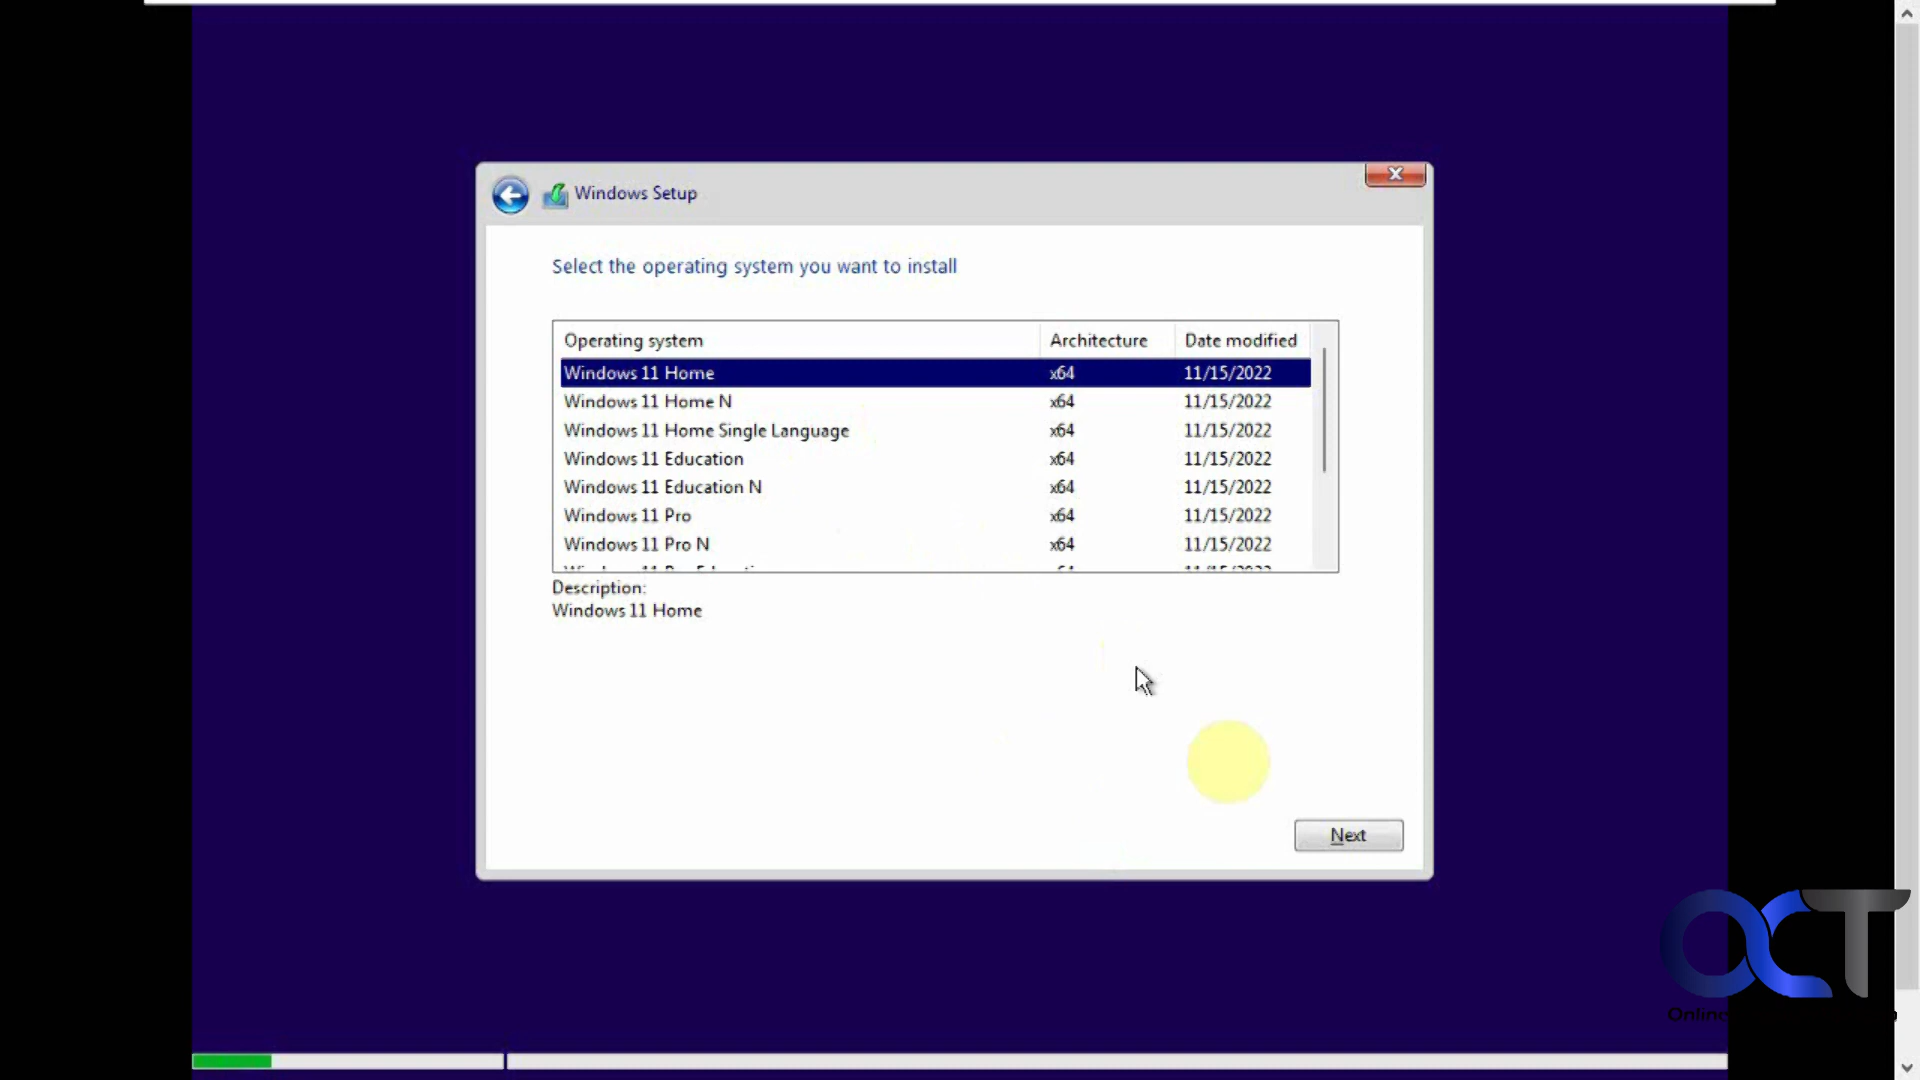 Windows Setup
Select the operating system you want to install
Operating system Architecture Date modified
Windows 11 Home x64 11/15/2022
Windows 11 Home N x64 11/15/2022
Windows 11 Home Single Language x64 11/15/2022
Windows 11 Education x64 11/15/2022
Windows 11 Education N x64 11/15/2022
Windows 11 Pro x64 11/15/2022
Windows 11 Pro N x64 11/15/2022
Description:
Windows 11 Home
Next
OCT